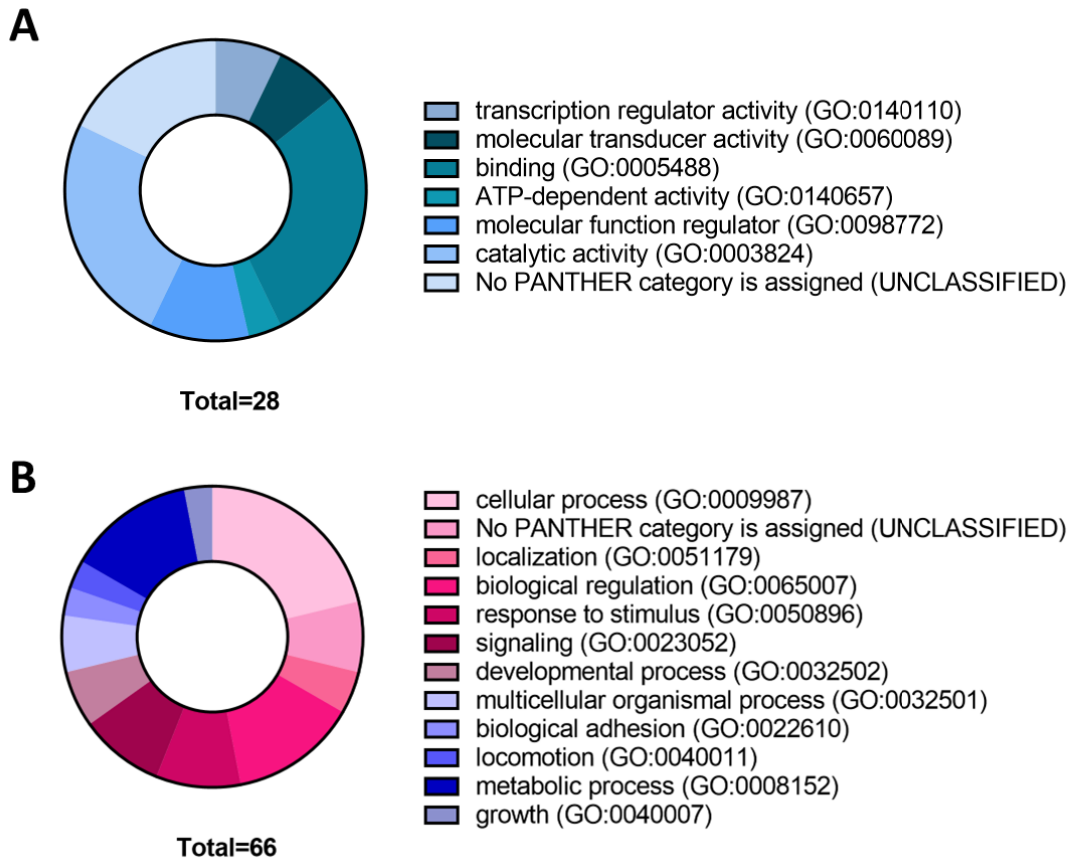 A
transcription regulator activity (GO:0140110)
molecular transducer activity (GO:0060089)
binding (GO:0005488)
ATP-dependent activity (GO:0140657)
molecular function regulator (GO:0098772)
catalytic activity (GO:0003824)
No PANTHER category is assigned (UNCLASSIFIED)
Total=28
B
cellular process (GO:0009987)
No PANTHER category is assigned (UNCLASSIFIED)
localization (GO:0051179)
biological regulation (GO:0065007)
response to stimulus (GO:0050896)
signaling (GO:0023052)
developmental process (GO:0032502)
multicellular organismal process (GO:0032501)
biological adhesion (GO:0022610)
locomotion (GO:0040011)
metabolic process (GO:0008152)
growth (GO:0040007)
Total=66